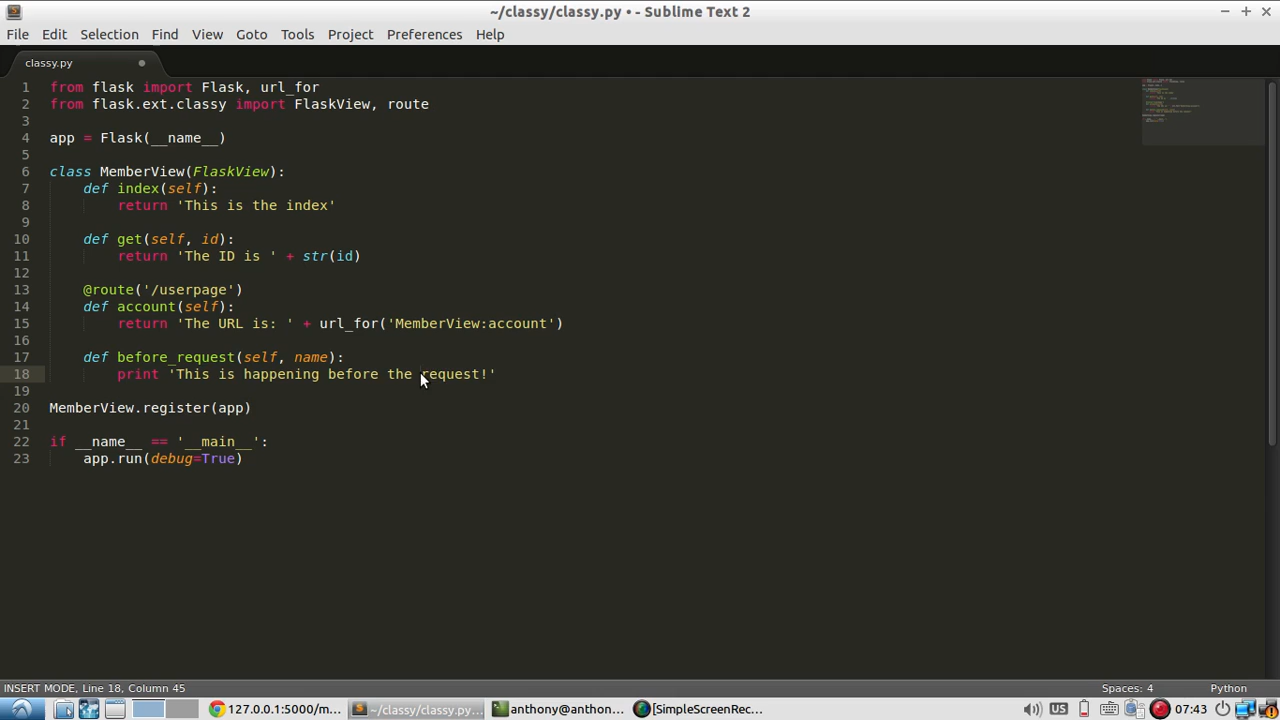 ~/classy/classy.py • - Sublime Text 2
File Edit Selection Find View Goto Tools Project Preferences Help
classy.py
1 from flask import Flask, url_for
2 from flask.ext.classy import FlaskView, route
3
4 app = Flask(__name__)
5
6 class MemberView(FlaskView):
7 def index(self):
8 return 'This is the index'
9
10 def get(self, id):
11 return 'The ID is ' + str(id)
12
13 @route('/userpage')
14 def account(self):
15 return 'The URL is: ' + url_for('MemberView:account')
16
17 def before_request(self, name):
18 print 'This is happening before the request!'
19
20 MemberView.register(app)
21
22 if __name__ == '__main__':
23 app.run(debug=True)
INSERT MODE, Line 18, Column 45 Spaces: 4 Python
127.0.0.1:5000/m... ~/classy/classy.py... anthony@anthon... [SimpleScreenRec... US 07:43